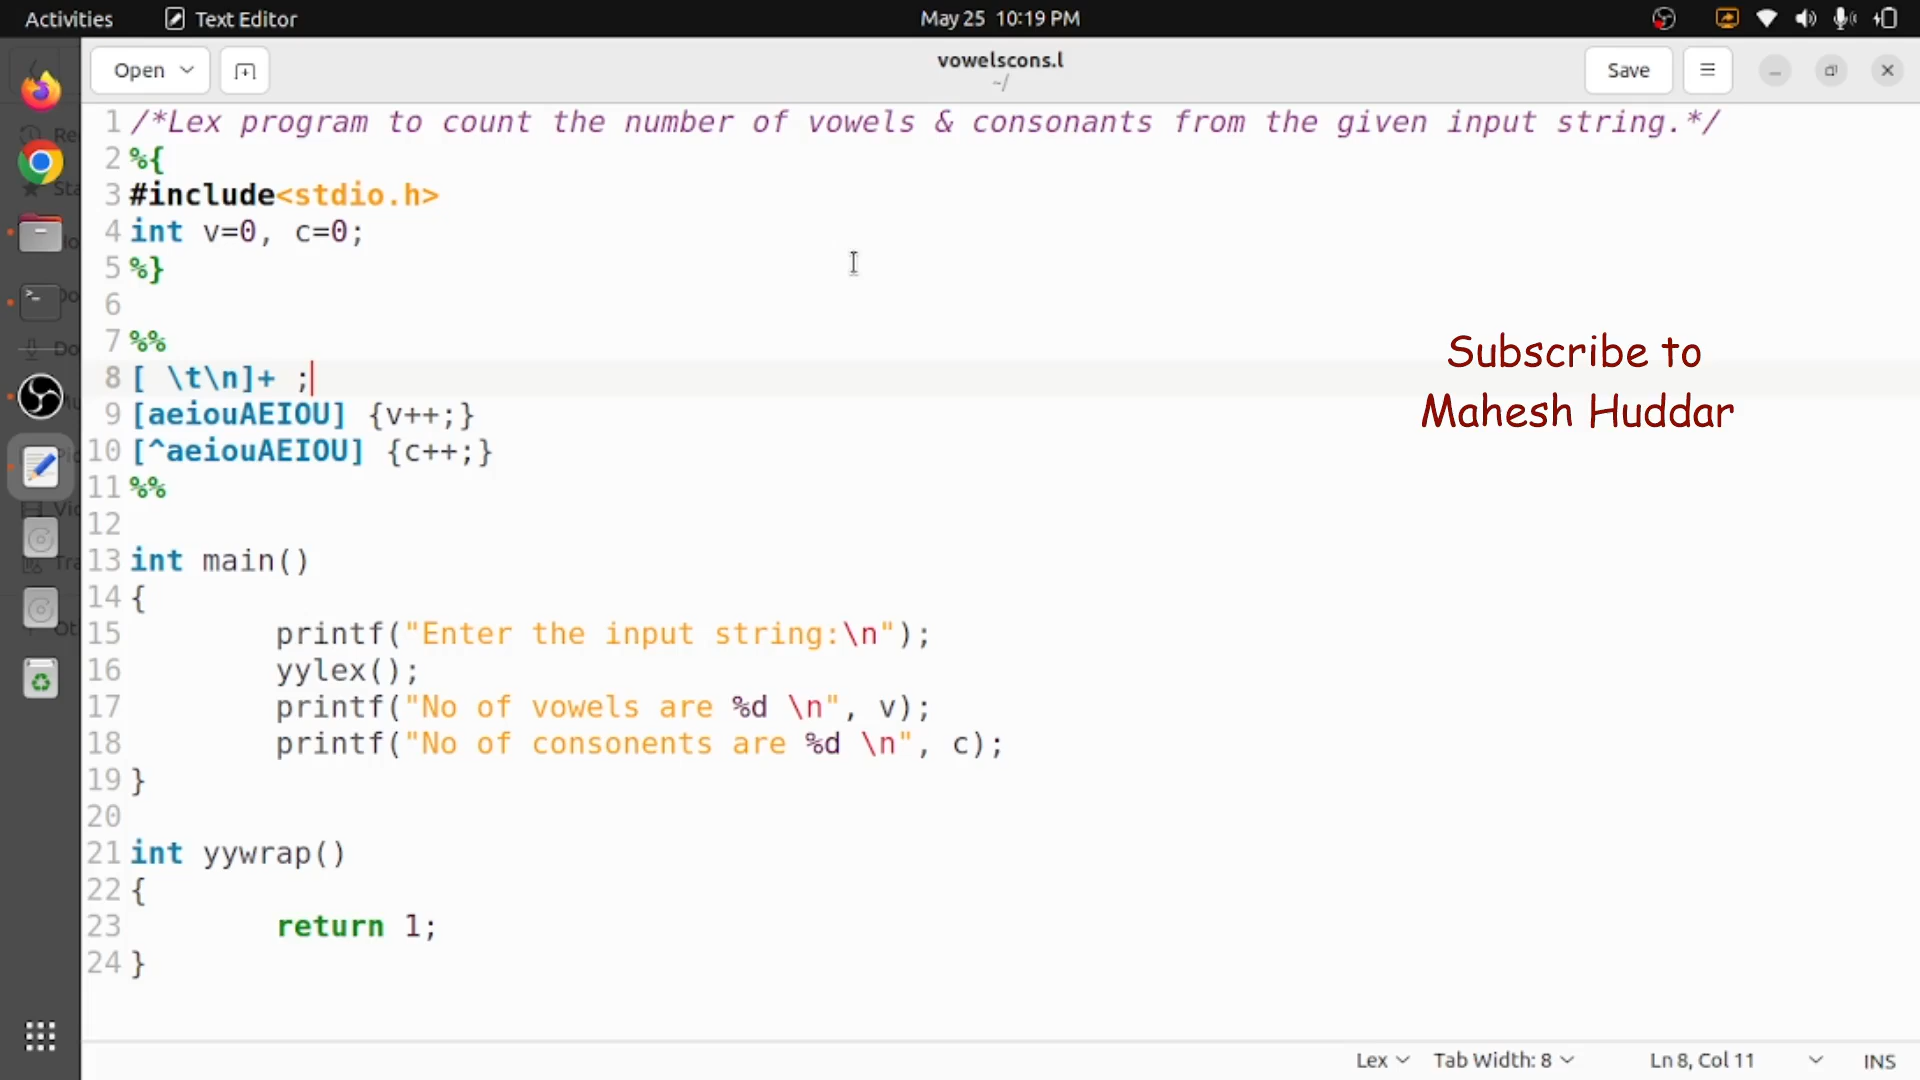 Activities
Text Editor
May 25 10:19 PM
Open
vowelscons.l
~/
Save
1 /*Lex program to count the number of vowels & consonants from the given input string.*/
2 %{
3 #include<stdio.h>
4 int v=0, c=0;
5 %}
6
7 %%
8 [ \t\n]+ ;
9 [aeiouAEIOU] {v++;}
10 [^aeiouAEIOU] {c++;}
11 %%
12
13 int main()
14 {
15 printf("Enter the input string:\n");
16 yylex();
17 printf("No of vowels are %d \n", v);
18 printf("No of consonents are %d \n", c);
19 }
20
21 int yywrap()
22 {
23 return 1;
24 }
Subscribe to
Mahesh Huddar
Lex
Tab Width: 8
Ln 8, Col 11
INS